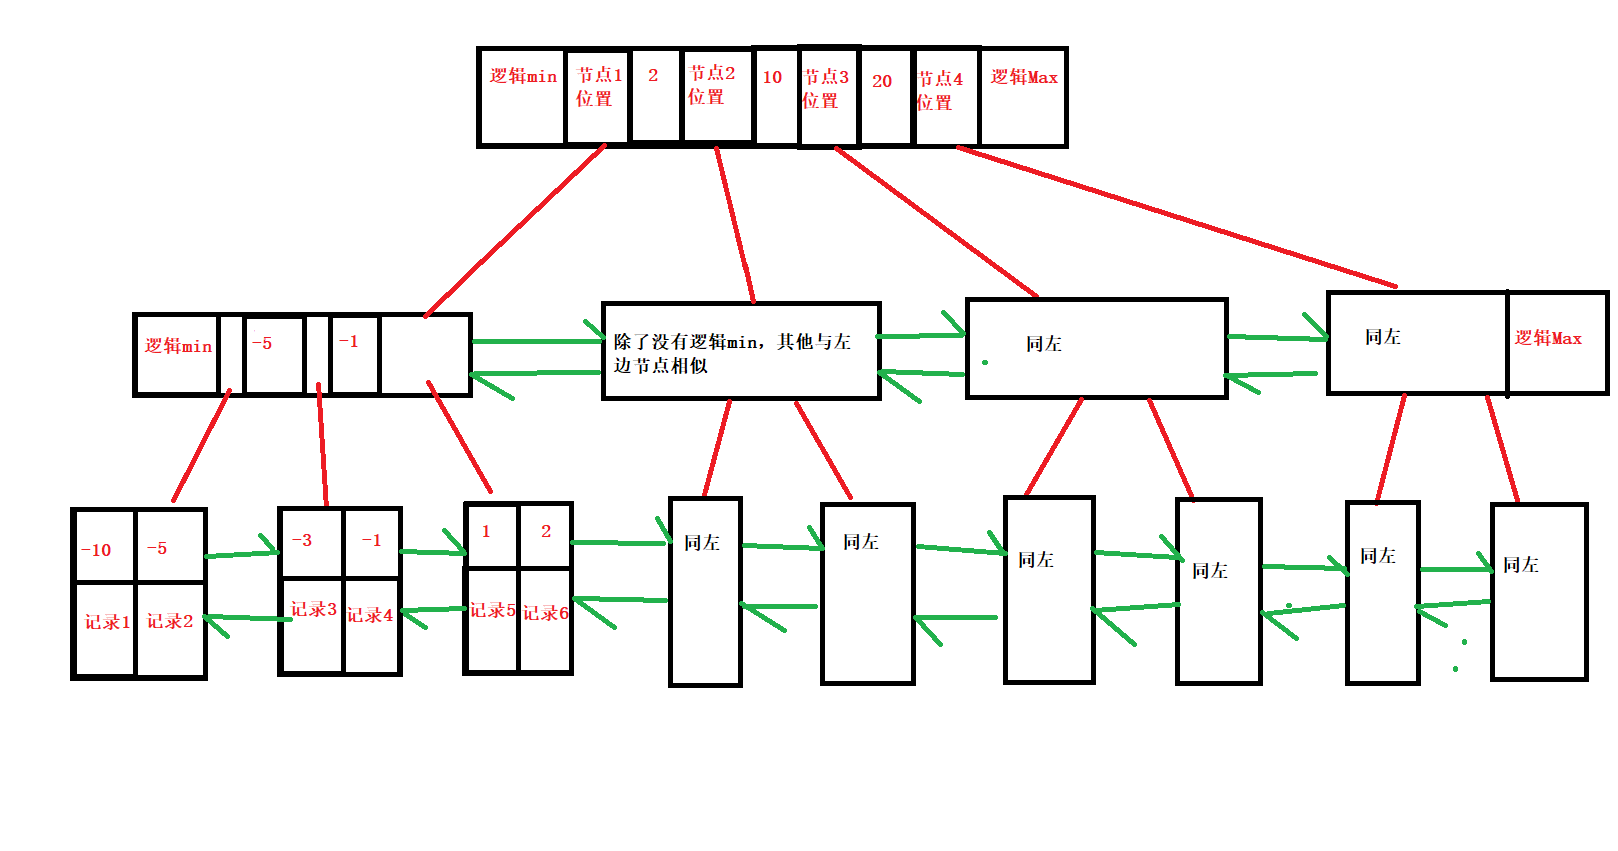 逻辑min
节点1
位置
2
节点2
位置
10
节点3
位置
20
节点4
位置
逻辑Max
逻辑min
-5
-1
除了没有逻辑min，其他与左
边节点相似
同左
同左
逻辑Max
-10
-5
记录1
记录2
-3
-1
记录3
记录4
1
2
记录5
记录6
同左
同左
同左
同左
同左
同左